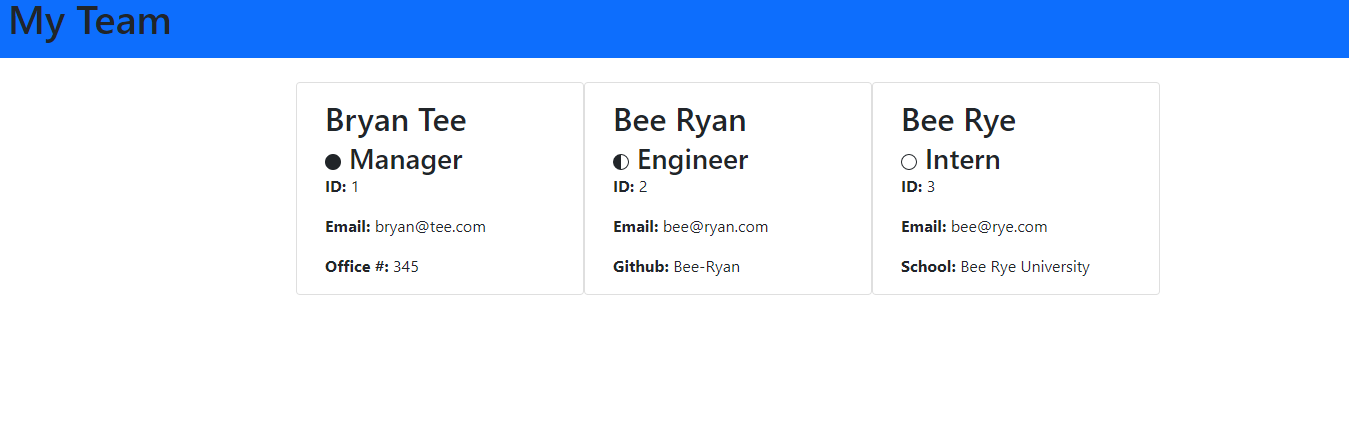 My Team
Bryan Tee
Manager
ID: 1
Email: bryan@tee.com
Office #: 345
Bee Ryan
Engineer
ID: 2
Email: bee@ryan.com
Github: Bee-Ryan
Bee Rye
Intern
ID: 3
Email: bee@rye.com
School: Bee Rye University